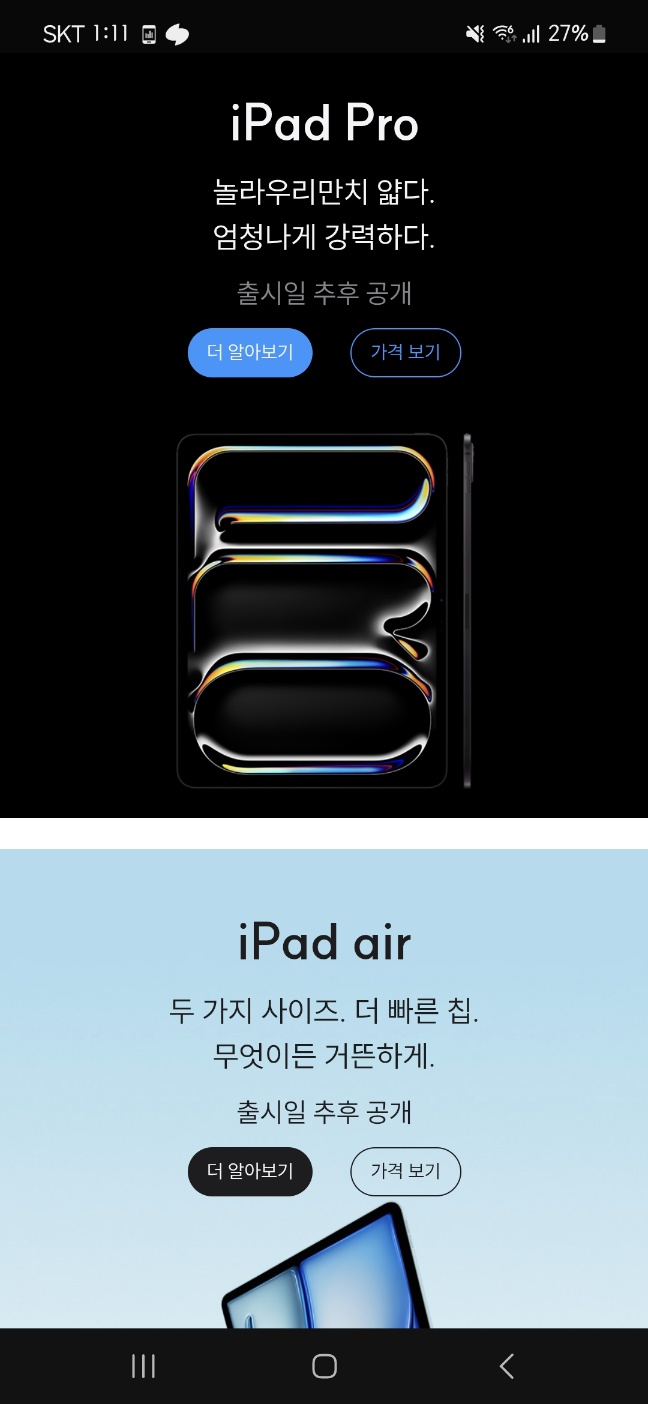 SKT 1:11 27%
iPad Pro
놀라우리만치 얇다.
엄청나게 강력하다.
출시일 추후 공개
더 알아보기 가격 보기
iPad air
두 가지 사이즈. 더 빠른 칩.
무엇이든 거뜬하게.
출시일 추후 공개
더 알아보기 가격 보기